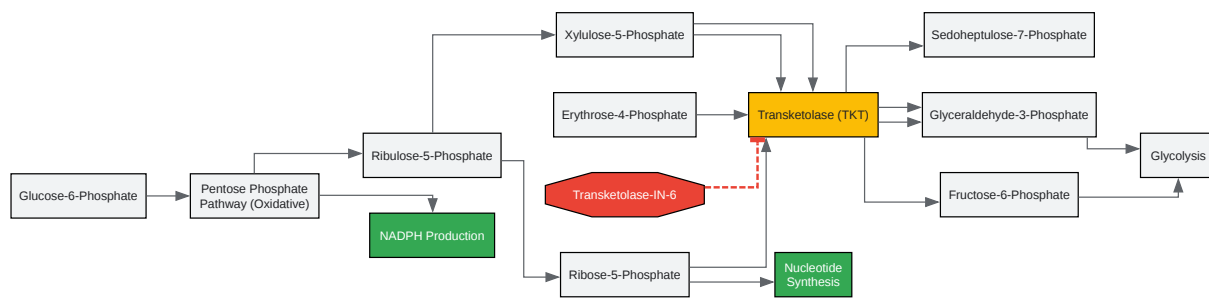 Xylulose-5-Phosphate
Sedoheptulose-7-Phosphate
Erythrose-4-Phosphate
Transketolase (TKT)
Glyceraldehyde-3-Phosphate
Ribulose-5-Phosphate
Glycolysis
Glucose-6-Phosphate
Pentose Phosphate
Pathway (Oxidative)
Transketolase-IN-6
Fructose-6-Phosphate
NADPH Production
Ribose-5-Phosphate
Nucleotide
Synthesis